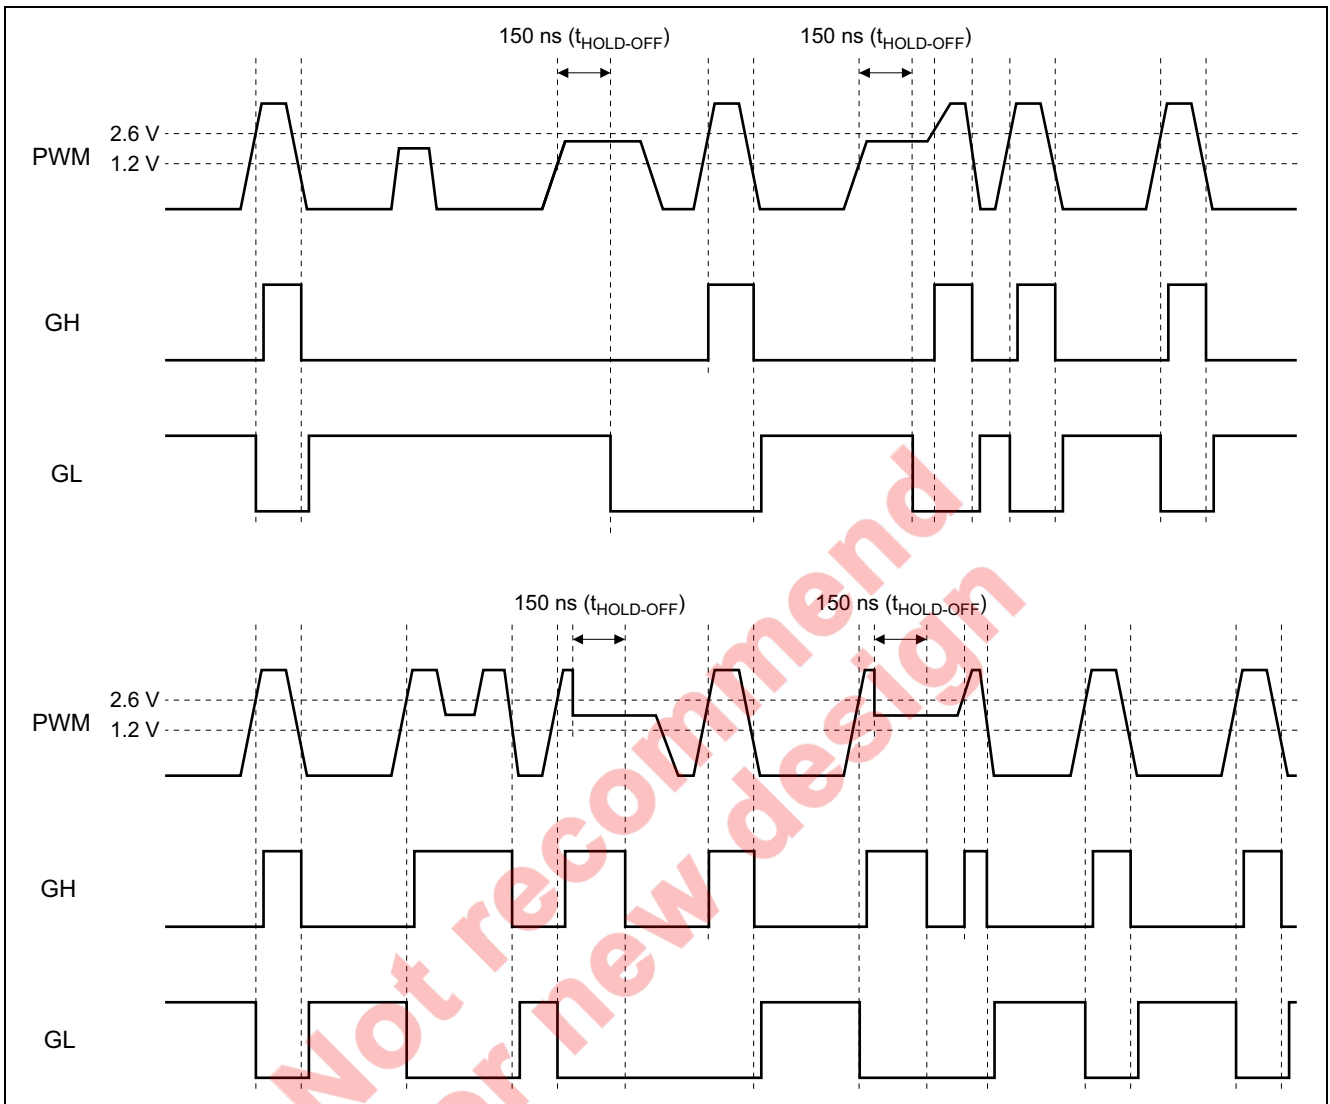 150 ns (tHOLD-OFF) 150 ns (tHOLD-OFF)
2.6 V
PWM
1.2 V
GH
GL
150 ns (tHOLD-OFF) 150 ns (tHOLD-OFF)
2.6 V
PWM
1.2 V
GH
GL
Not recommend
new design